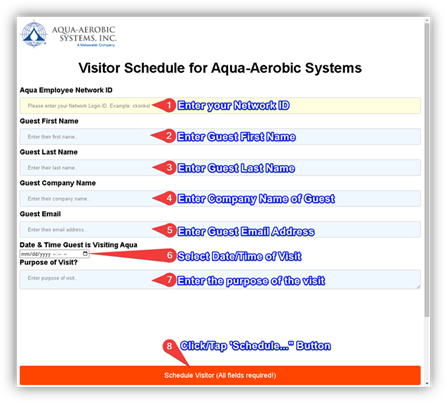 AQUA-AEROBIC
SYSTEMS, INC.
A Metawater Company
Visitor Schedule for Aqua-Aerobic Systems
Aqua Employee Network ID
Please enter your Network Login ID. Example: ckonkel
1 Enter your Network ID
Guest First Name
Enter their first name..
2 Enter Guest First Name
Guest Last Name
Enter their last name..
3 Enter Guest Last Name
Guest Company Name
Enter their company name..
4 Enter Company Name of Guest
Guest Email
Enter their email address..
5 Enter Guest Email Address
Date & Time Guest is Visiting Aqua
mm/dd/yyyy --:-- --
6 Select Date/Time of Visit
Purpose of Visit?
Enter purpose of visit..
7 Enter the purpose of the visit
8 Click/Tap 'Schedule..." Button
Schedule Visitor (All fields required!)